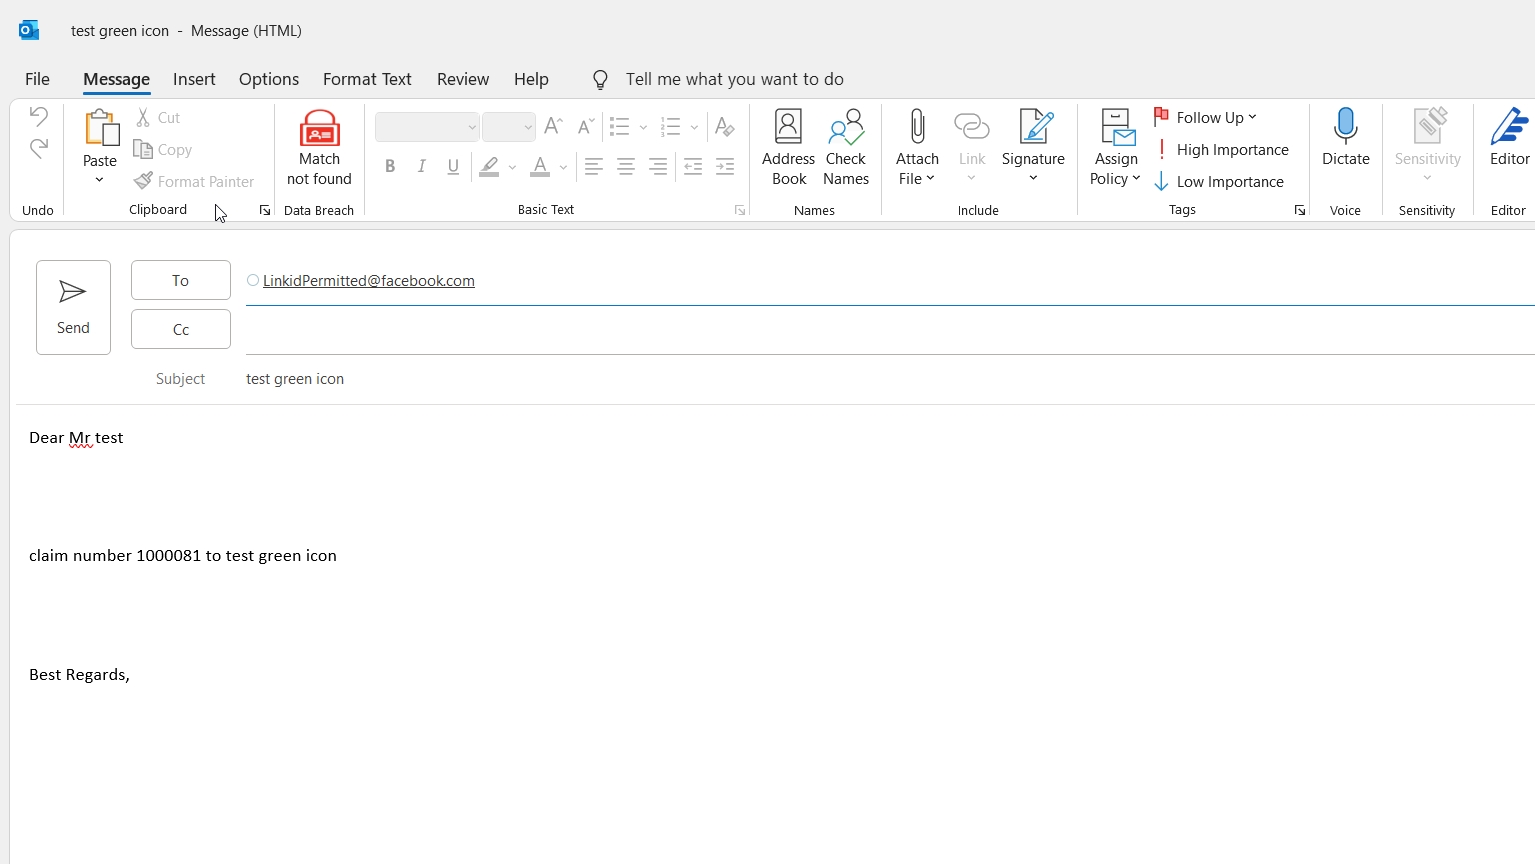 test green icon - Message (HTML)
File Message Insert Options Format Text Review Help Tell me what you want to do
Undo
Paste
Cut
Copy
Format Painter
Clipboard
Match
not found
Data Breach
B I U
Basic Text
Address
Book
Check
Names
Names
Attach
File
Link
Signature
Include
Assign
Policy
Follow Up
High Importance
Low Importance
Tags
Dictate
Voice
Sensitivity
Sensitivity
Editor
Editor
Send
To
LinkidPermitted@facebook.com
Cc
Subject
test green icon
Dear Mr test
claim number 1000081 to test green icon
Best Regards,